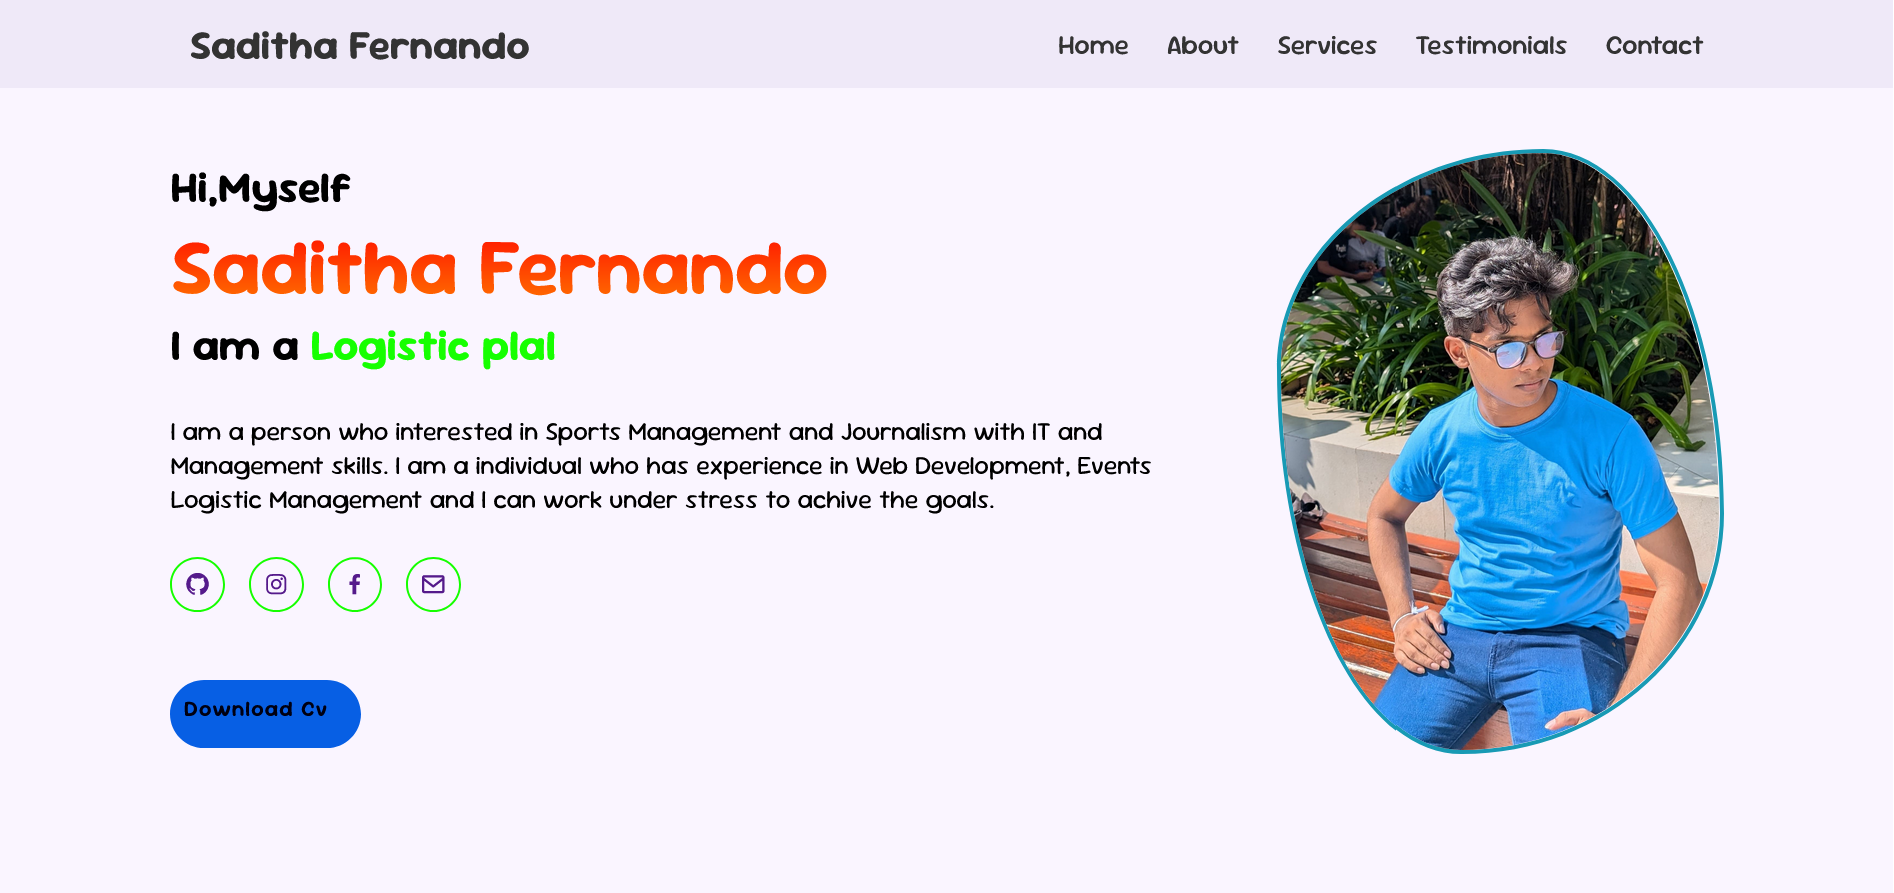 Saditha Fernando
Home About Services Testimonials Contact
Hi,Myself
Saditha Fernando
I am a Logistic plal
I am a person who interested in Sports Management and Journalism with IT and
Management skills. I am a individual who has experience in Web Development, Events
Logistic Management and I can work under stress to achive the goals.
Download Cv